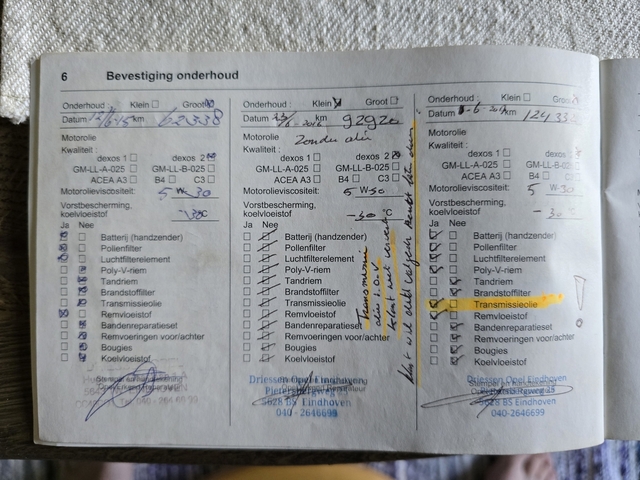 6 Bevestiging onderhoud
Onderhoud : Klein Groot
Datum km 62338
Motorolie
Kwaliteit :
dexos 1 dexos 2
GM-LL-A-025 GM-LL-B-025
ACEA A3 B4 C3
Motorolieviscositeit: 5 W-30
Vorstbescherming,
koelvloeistof -30C
Ja Nee
Batterij (handzender)
Pollenfilter
Luchtfilterelement
Poly-V-riem
Tandriem
Brandstoffilter
Transmissieolie
Remvloeistof
Bandenreparatieset
Remvoeringen voor/achter
Bougies
Koelvloeistof
Onderhoud : Klein Groot
Datum km 92920
Motorolie Zonder olie
Kwaliteit :
dexos 1 dexos 2
GM-LL-A-025 GM-LL-B-025
ACEA A3 B4 C3
Motorolieviscositeit: 5 W-30
Vorstbescherming,
koelvloeistof -30 °C
Ja Nee
Batterij (handzender)
Pollenfilter
Luchtfilterelement
Poly-V-riem
Tandriem
Brandstoffilter
Transmissieolie
Remvloeistof
Bandenreparatieset
Remvoeringen voor/achter
Bougies
Koelvloeistof
Driessen Opel Eindhoven
5628 BS Eindhoven
040-2646699
Onderhoud : Klein Groot
Datum km
Motorolie
Kwaliteit :
dexos 1 dexos 2
GM-LL-A-025 GM-LL-B-025
ACEA A3 B4 C3
Motorolieviscositeit: 5 W-30
Vorstbescherming,
koelvloeistof -30 °C
Ja Nee
Batterij (handzender)
Pollenfilter
Luchtfilterelement
Poly-V-riem
Tandriem
Brandstoffilter
Transmissieolie
Remvloeistof
Bandenreparatieset
Remvoeringen voor/achter
Bougies
Koelvloeistof
Driessen Opel Eindhoven
5628 BS Eindhoven
040-2646699